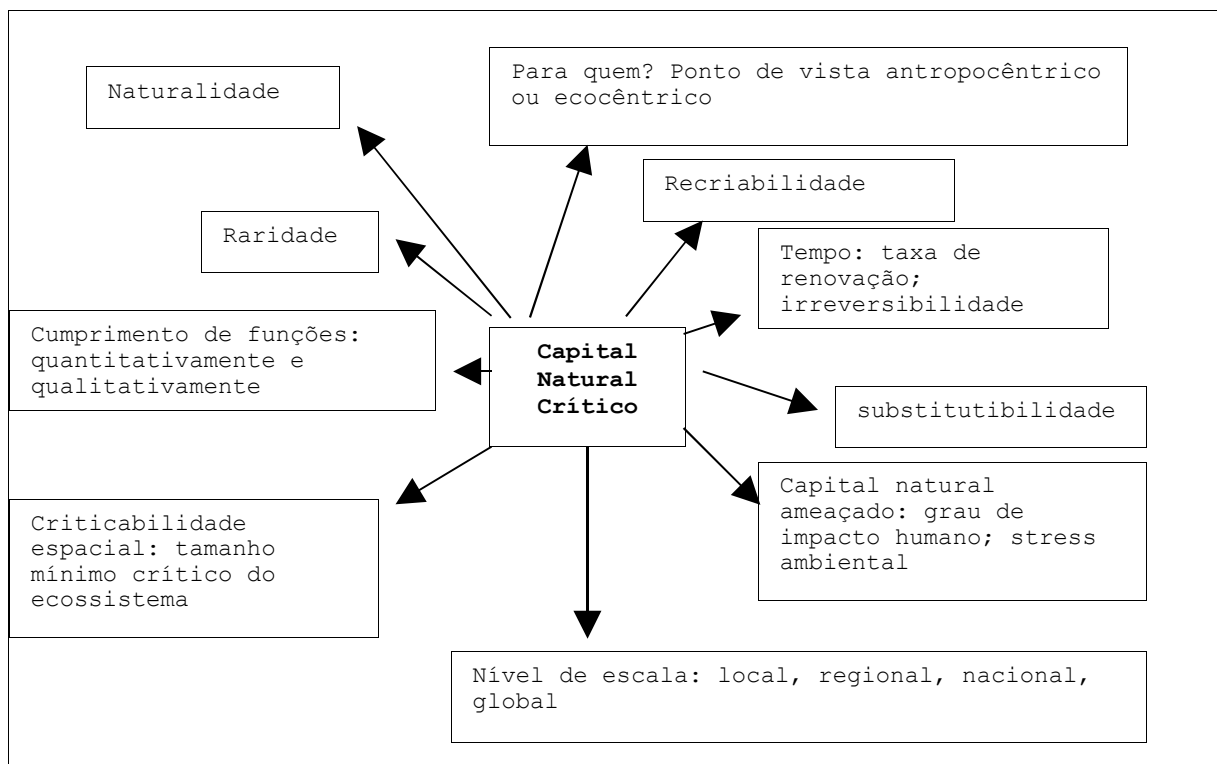 Naturalidade
Para quem? Ponto de vista antropocêntrico
ou ecocêntrico
Recriabilidade
Raridade
Tempo: taxa de
renovação;
irreversibilidade
Cumprimento de funções:
quantitativamente e
qualitativamente
Capital
Natural
Crítico
substitutibilidade
Capital natural
ameaçado: grau de
impacto humano; stress
ambiental
Criticabilidade
espacial: tamanho
mínimo crítico do
ecossistema
Nível de escala: local, regional, nacional,
global